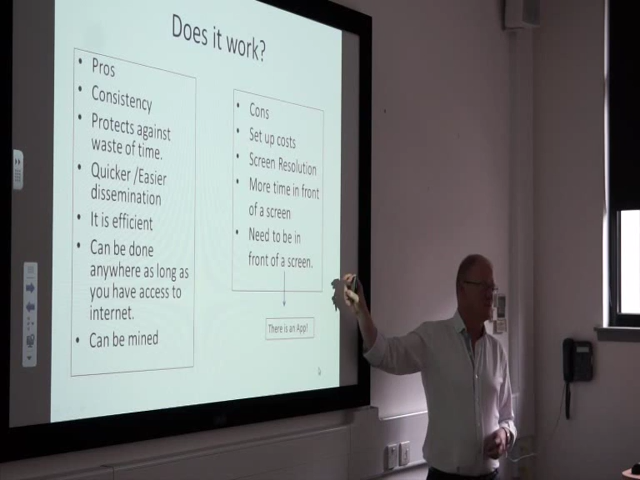 Does it work?
• Pros
• Consistency
• Protects against
waste of time.
• Quicker /Easier
dissemination
• It is efficient
• Can be done
anywhere as long as
you have access to
internet.
• Can be mined
• Cons
• Set up costs
• Screen Resolution
• More time in front
of a screen
• Need to be in
front of a screen.
There is an App!